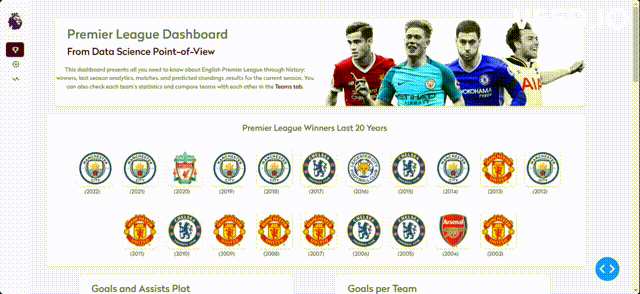 VEED.IO
Premier League Dashboard
From Data Science Point-of-View
This dashboard presents all you need to know about English Premier League through history:
winners, last season analytics, matches, and predicted standings ,results for the current season. You
can also check each team's statistics and compare teams with each other in the Teams tab.
Premier League Winners Last 20 Years
(2022) (2021) (2020) (2019) (2018) (2017) (2016) (2015) (2014) (2013) (2012)
(2011) (2010) (2009) (2008) (2007) (2006) (2005) (2004) (2003)
Goals and Assists Plot Goals per Team